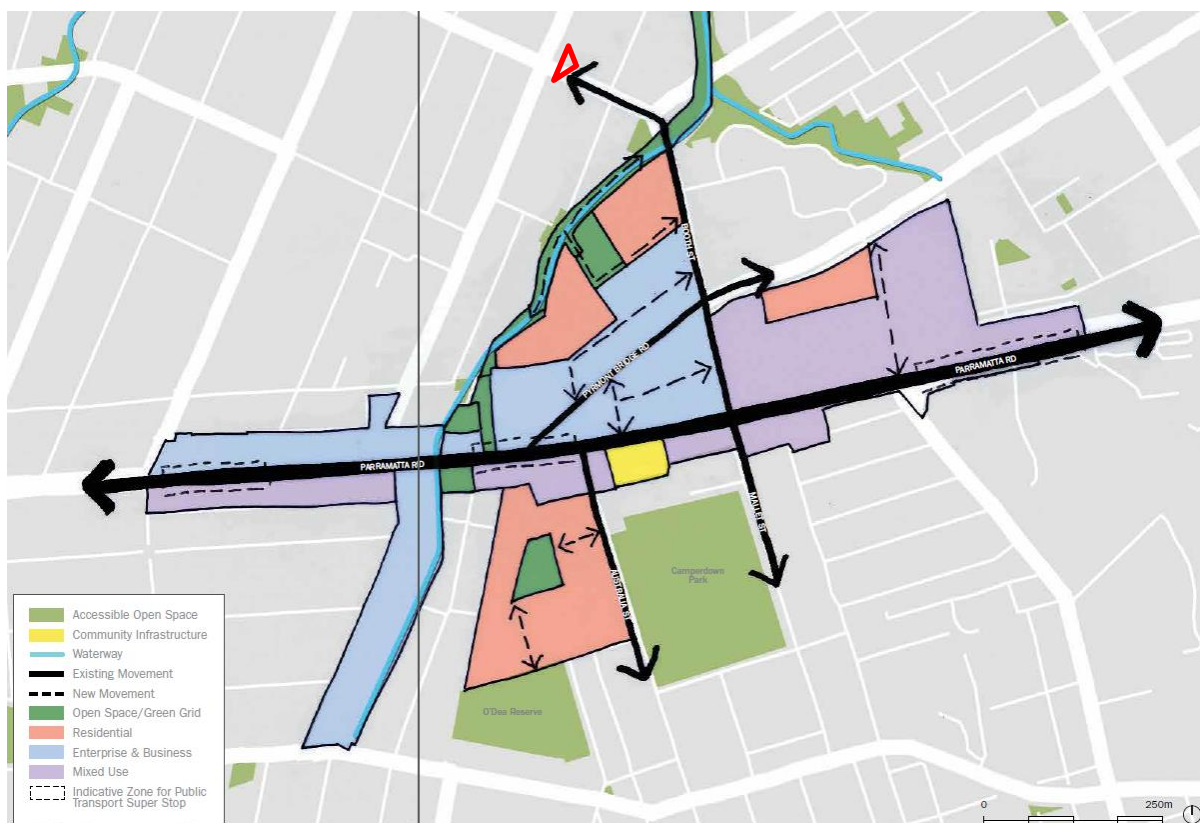 BOOTH ST
PYRMONT BRIDGE RD
PARRAMATTA RD
PARRAMATTA RD
MALLET ST
Camperdown
Park
AUSTRALIA ST
O'Dea Reserve
Accessible Open Space
Community Infrastructure
Waterway
Existing Movement
New Movement
Open Space/Green Grid
Residential
Enterprise & Business
Mixed Use
Indicative Zone for Public
Transport Super Stop
0
250m